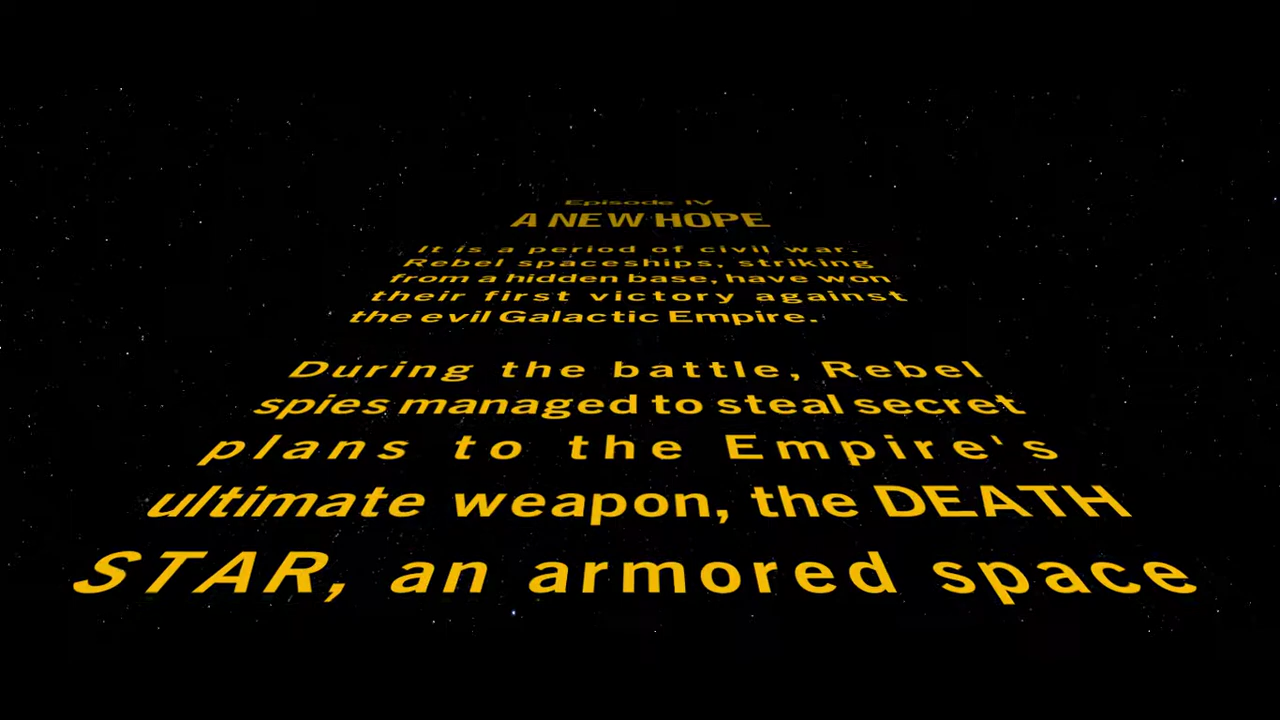 Episode IV
A NEW HOPE
It is a period of civil war.
Rebel spaceships, striking
from a hidden base, have won
their first victory against
the evil Galactic Empire.
During the battle, Rebel
spies managed to steal secret
plans to the Empire's
ultimate weapon, the DEATH
STAR, an armored space